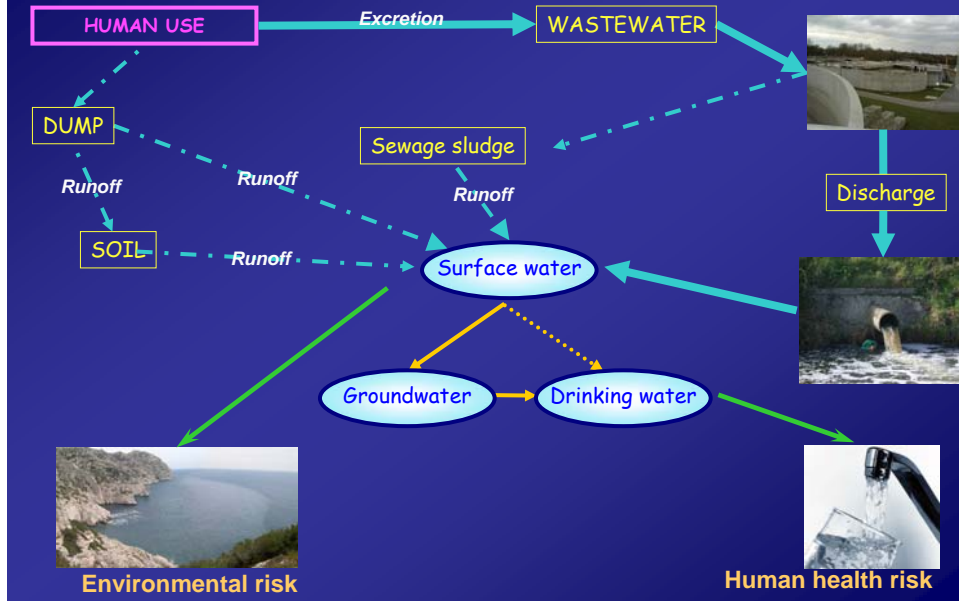 HUMAN USE
Excretion
WASTEWATER
DUMP
Sewage sludge
Runoff
Runoff
Runoff
Discharge
SOIL
Runoff
Surface water
Groundwater
Drinking water
Environmental risk
Human health risk